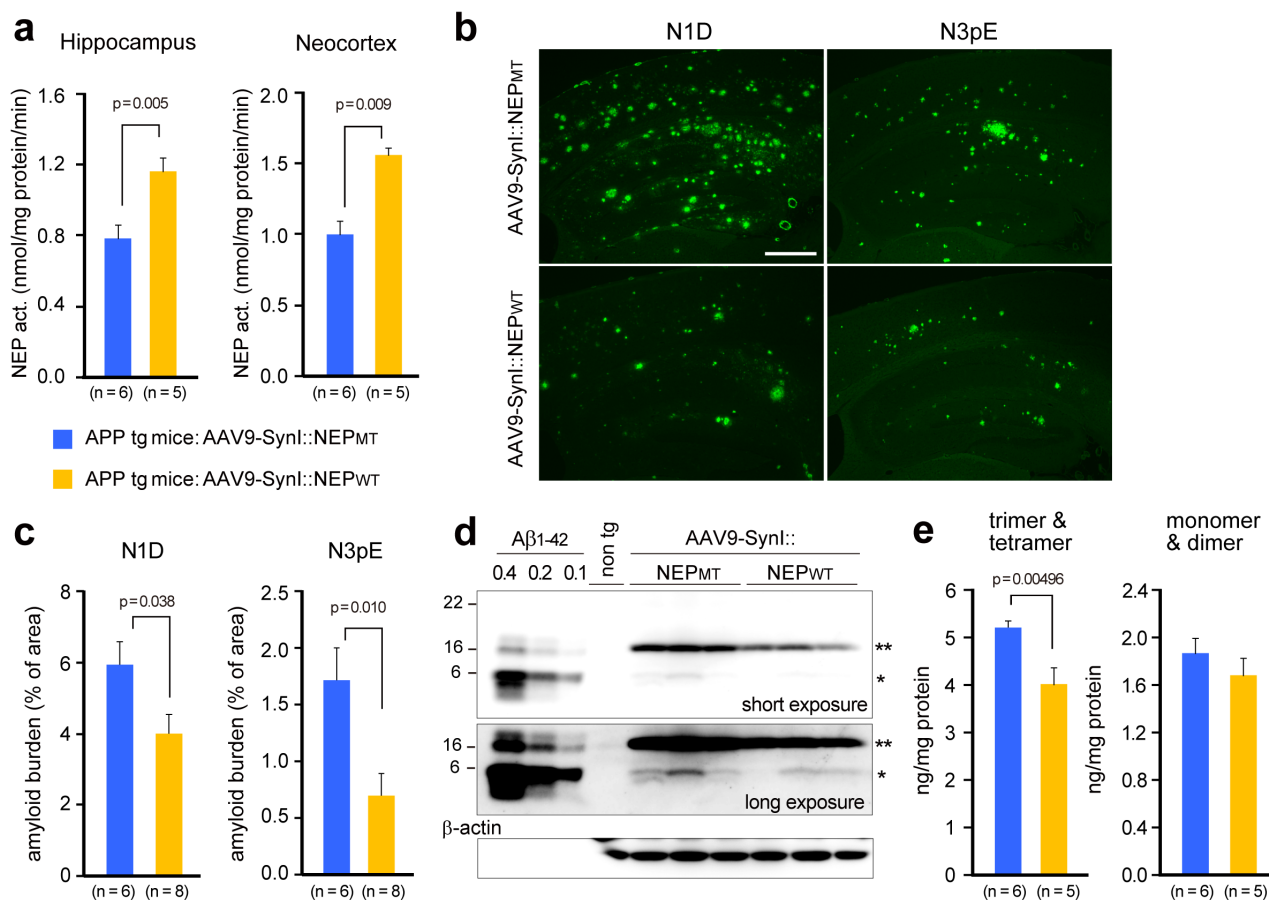 a
Hippocampus
Neocortex
NEP act. (nmol/mg protein/min)
1.6
1.2
0.8
0.4
0.0
p=0.005
(n = 6) (n = 5)
NEP act. (nmol/mg protein/min)
2.0
1.5
1.0
1.5
0.0
p=0.009
(n = 6) (n = 5)
APP tg mice: AAV9-SynI::NEPMT
APP tg mice: AAV9-SynI::NEPWT
b
N1D
N3pE
AAV9-SynI::NEPMT
AAV9-SynI::NEPWT
c
N1D
N3pE
amyloid burden (% of area)
8
6
4
2
0
p=0.038
(n = 6) (n = 8)
amyloid burden (% of area)
2.5
2.0
1.5
1.0
0.5
0.0
p=0.010
(n = 6) (n = 8)
d
Aβ1-42
non tg
AAV9-SynI::
0.4 0.2 0.1
NEPMT
NEPWT
22
16
6
**
*
short exposure
16
6
**
*
long exposure
β-actin
e
trimer &
tetramer
monomer
& dimer
ng/mg protein
6
5
4
3
2
1
0
p=0.00496
(n = 6) (n = 5)
ng/mg protein
2.4
2.0
1.6
1.2
0.8
0.4
0.0
(n = 6) (n = 5)